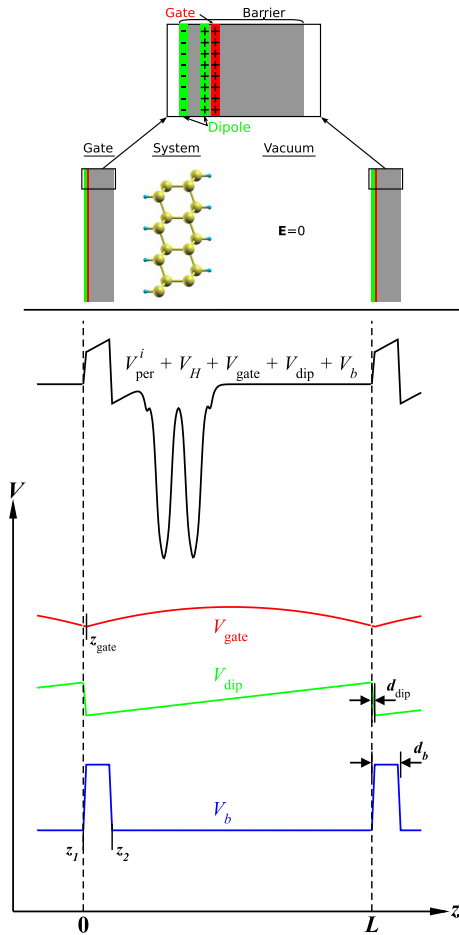 Gate Barrier
- + +
- + +
- + +
- + +
- + +
- + +
- + +
- + +
- + +
Dipole
Gate System Vacuum
E=0
V^i_per + V_H + V_gate + V_dip + V_b
V
V_gate
z_gate
V_dip
d_dip
d_b
V_b
z_1 z_2
z
0 L